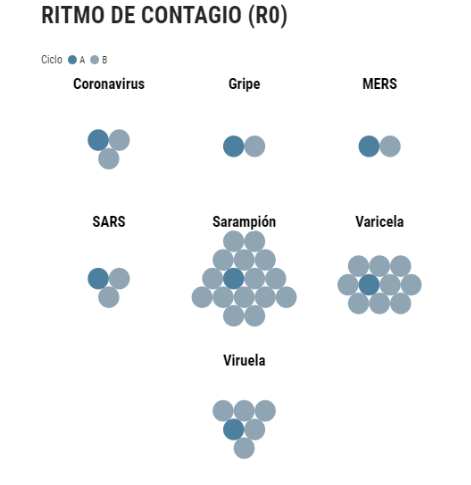 RITMO DE CONTAGIO (R0)
Ciclo A B
Coronavirus Gripe MERS
SARS Sarampión Varicela
Viruela